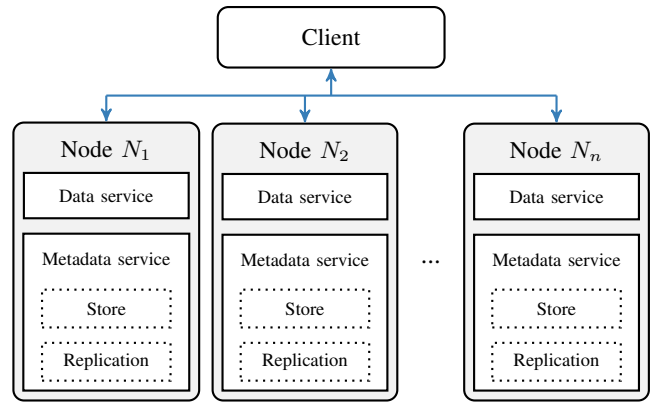 Client
Node N₁
Data service
Metadata service
Store
Replication
Node N₂
Data service
Metadata service
Store
Replication
...
Node Nₙ
Data service
Metadata service
Store
Replication